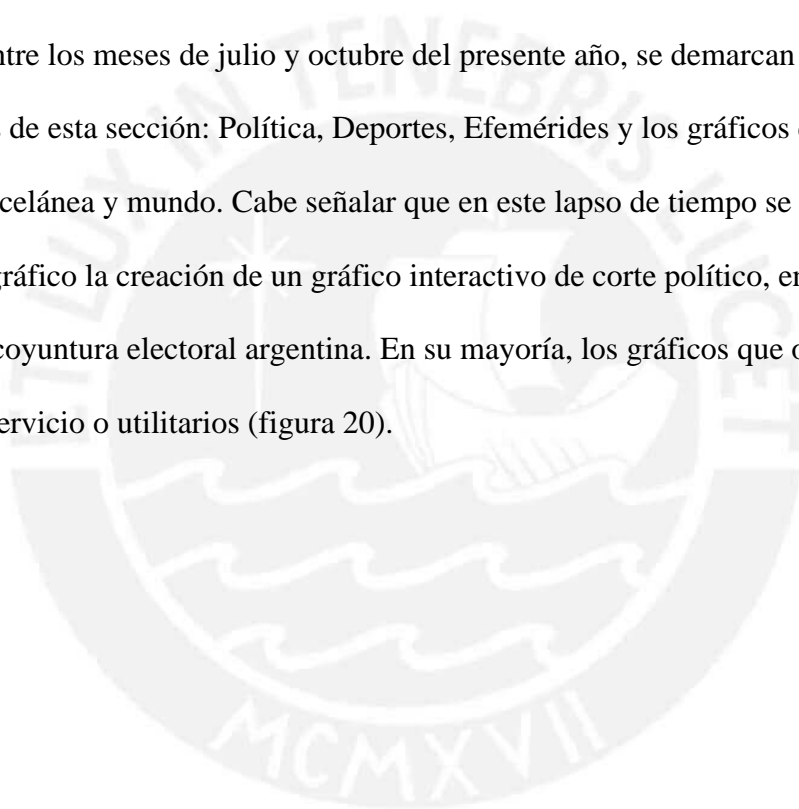 ntre los meses de julio y octubre del presente año, se demarcan
de esta sección: Política, Deportes, Efemérides y los gráficos
celánea y mundo. Cabe señalar que en este lapso de tiempo se
gráfico la creación de un gráfico interactivo de corte político, en
coyuntura electoral argentina. En su mayoría, los gráficos que
ervicio o utilitarios (figura 20).
ET LUX IN TENEBRIS LUCET
MCMXVII